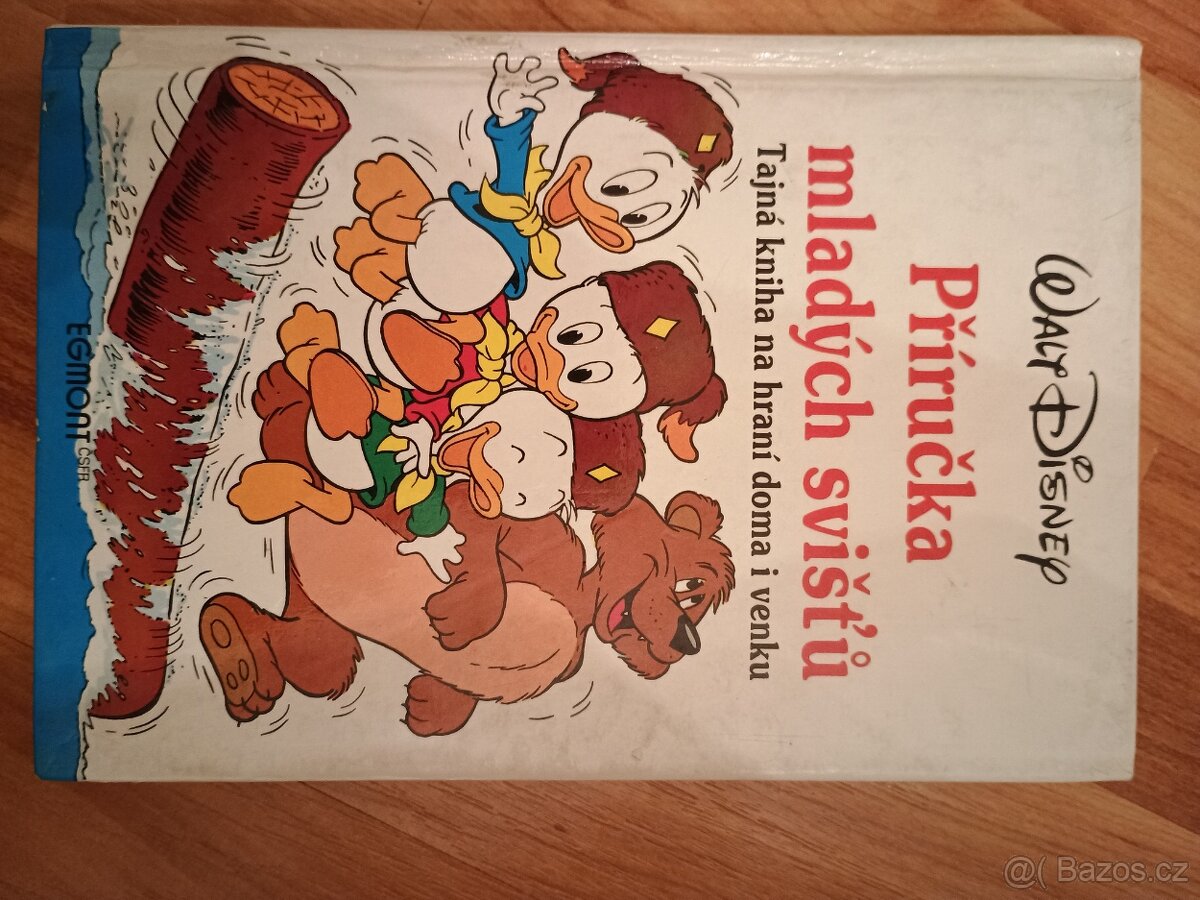 WALT DISNEY
Příručka
mladých svišťů
Tajná kniha na hraní doma i venku
EGMONT ČSFR
@( Bazos.cz